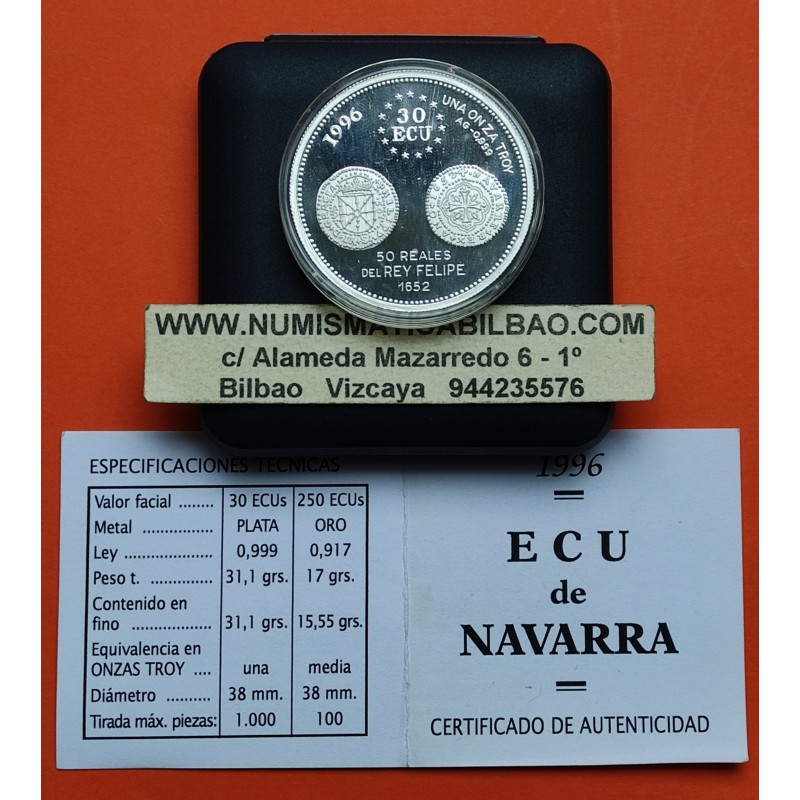 1996
30
ECU
UNA ONZA TROY
AG-0,999
50 REALES
DEL REY FELIPE
1652
WWW.NUMISMATICABILBAO.COM
c/ Alameda Mazarredo 6 - 1º
Bilbao Vizcaya 944235576
ESPECIFICACIONES TECNICAS
Valor facial ........ 30 ECUs 250 ECUs
Metal ................ PLATA ORO
Ley .................... 0,999 0,917
Peso t. .............. 31,1 grs. 17 grs.
Contenido en
fino .................. 31,1 grs. 15,55 grs.
Equivalencia en
ONZAS TROY .... una media
Diámetro .......... 38 mm. 38 mm.
Tirada máx. piezas: 1.000 100
1996
ECU
de
NAVARRA
CERTIFICADO DE AUTENTICIDAD